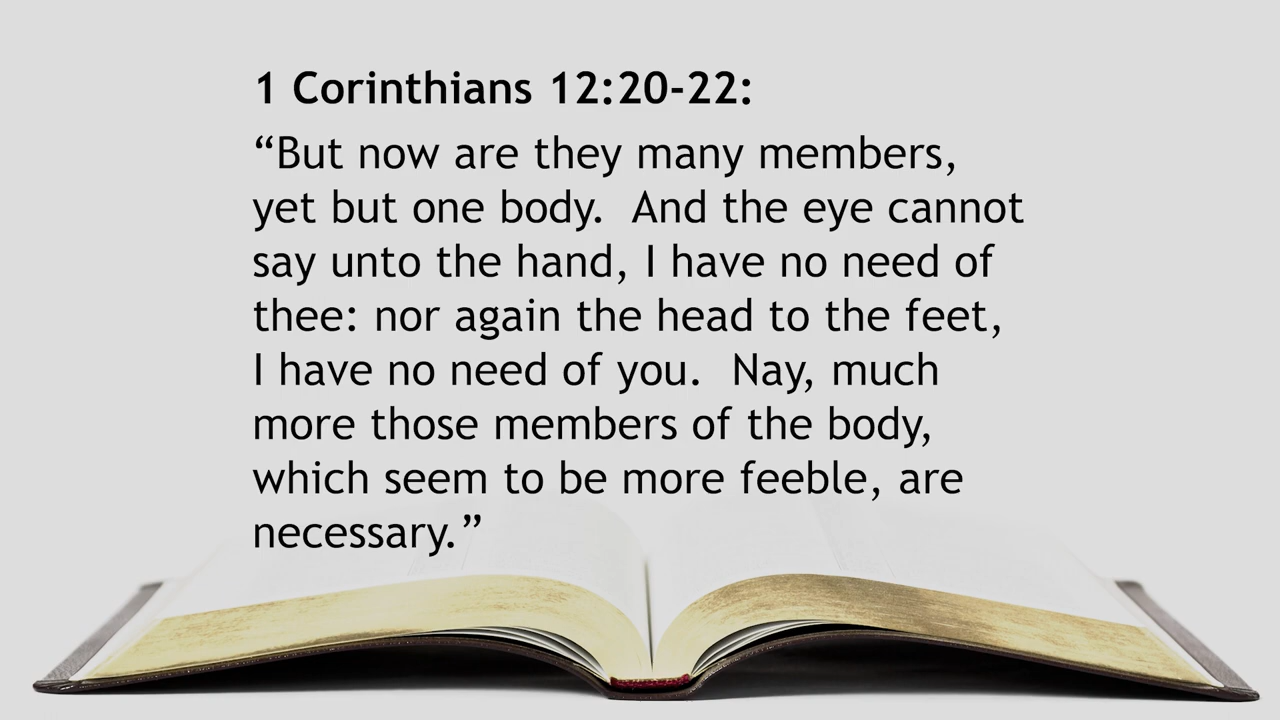 1 Corinthians 12:20-22:
“But now are they many members,
yet but one body.  And the eye cannot
say unto the hand, I have no need of
thee: nor again the head to the feet,
I have no need of you.  Nay, much
more those members of the body,
which seem to be more feeble, are
necessary.”